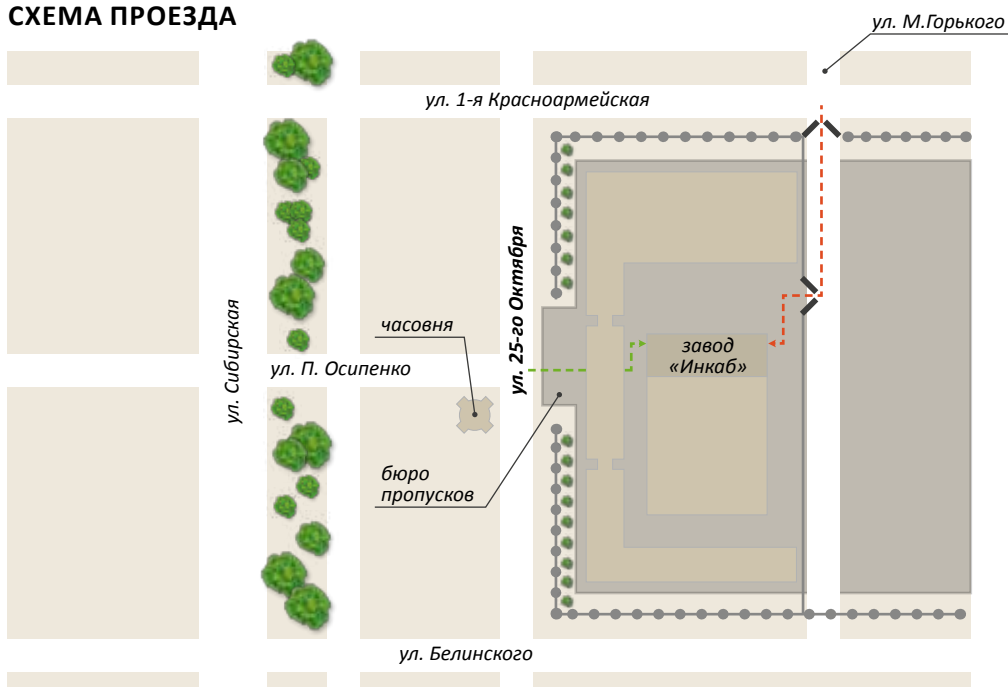 СХЕМА ПРОЕЗДА
ул. М.Горького
ул. 1-я Красноармейская
ул. 25-го Октября
ул. Сибирская
часовня
завод
«Инкаб»
ул. П. Осипенко
бюро
пропусков
ул. Белинского